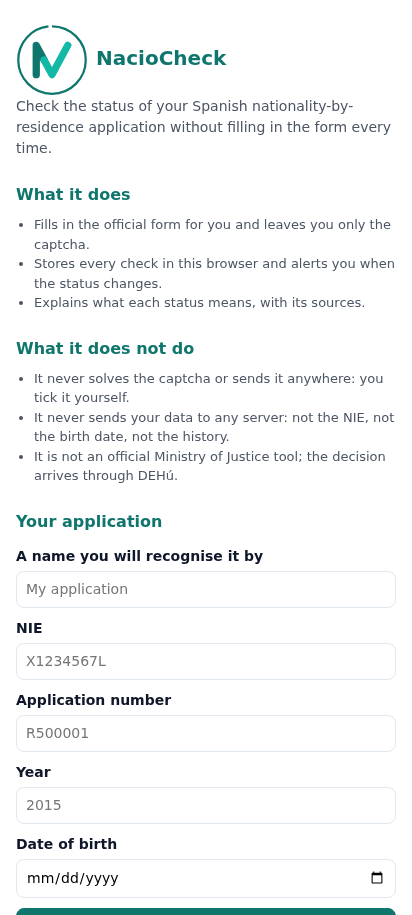 NacioCheck
Check the status of your Spanish nationality-by-
residence application without filling in the form every
time.
What it does
• Fills in the official form for you and leaves you only the
captcha.
• Stores every check in this browser and alerts you when
the status changes.
• Explains what each status means, with its sources.
What it does not do
• It never solves the captcha or sends it anywhere: you
tick it yourself.
• It never sends your data to any server: not the NIE, not
the birth date, not the history.
• It is not an official Ministry of Justice tool; the decision
arrives through DEHú.
Your application
A name you will recognise it by
My application
NIE
X1234567L
Application number
R500001
Year
2015
Date of birth
mm/dd/yyyy